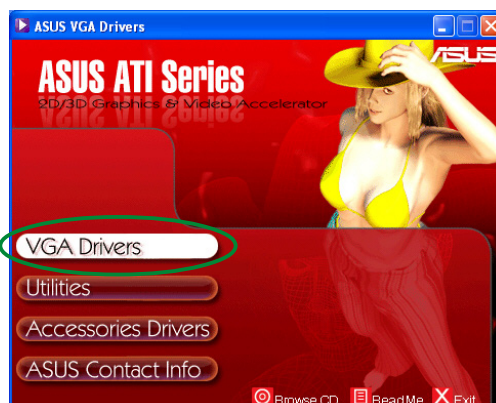 ASUS VGA Drivers
ASUS
ASUS ATI Series
2D/3D Graphics & Video Accelerator
VGA Drivers
Utilities
Accessories Drivers
ASUS Contact Info
Browse CD ReadMe Exit